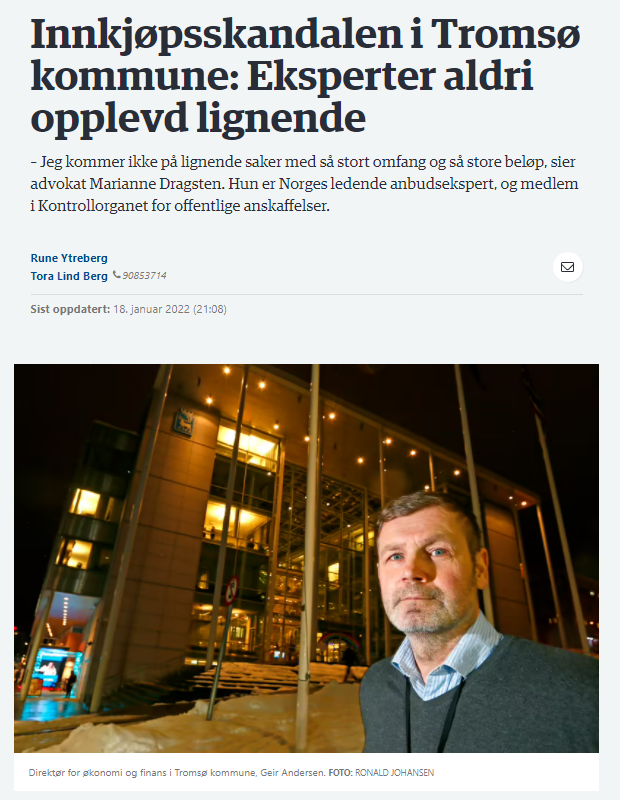 Innkjøpsskandalen i Tromsø
kommune: Eksperter aldri
opplevd lignende
– Jeg kommer ikke på lignende saker med så stort omfang og så store beløp, sier
advokat Marianne Dragsten. Hun er Norges ledende anbudsekspert, og medlem
i Kontrollorganet for offentlige anskaffelser.
Rune Ytreberg
Tora Lind Berg 90853714
Sist oppdatert: 18. januar 2022 (21:08)
Direktør for økonomi og finans i Tromsø kommune, Geir Andersen. FOTO: RONALD JOHANSEN